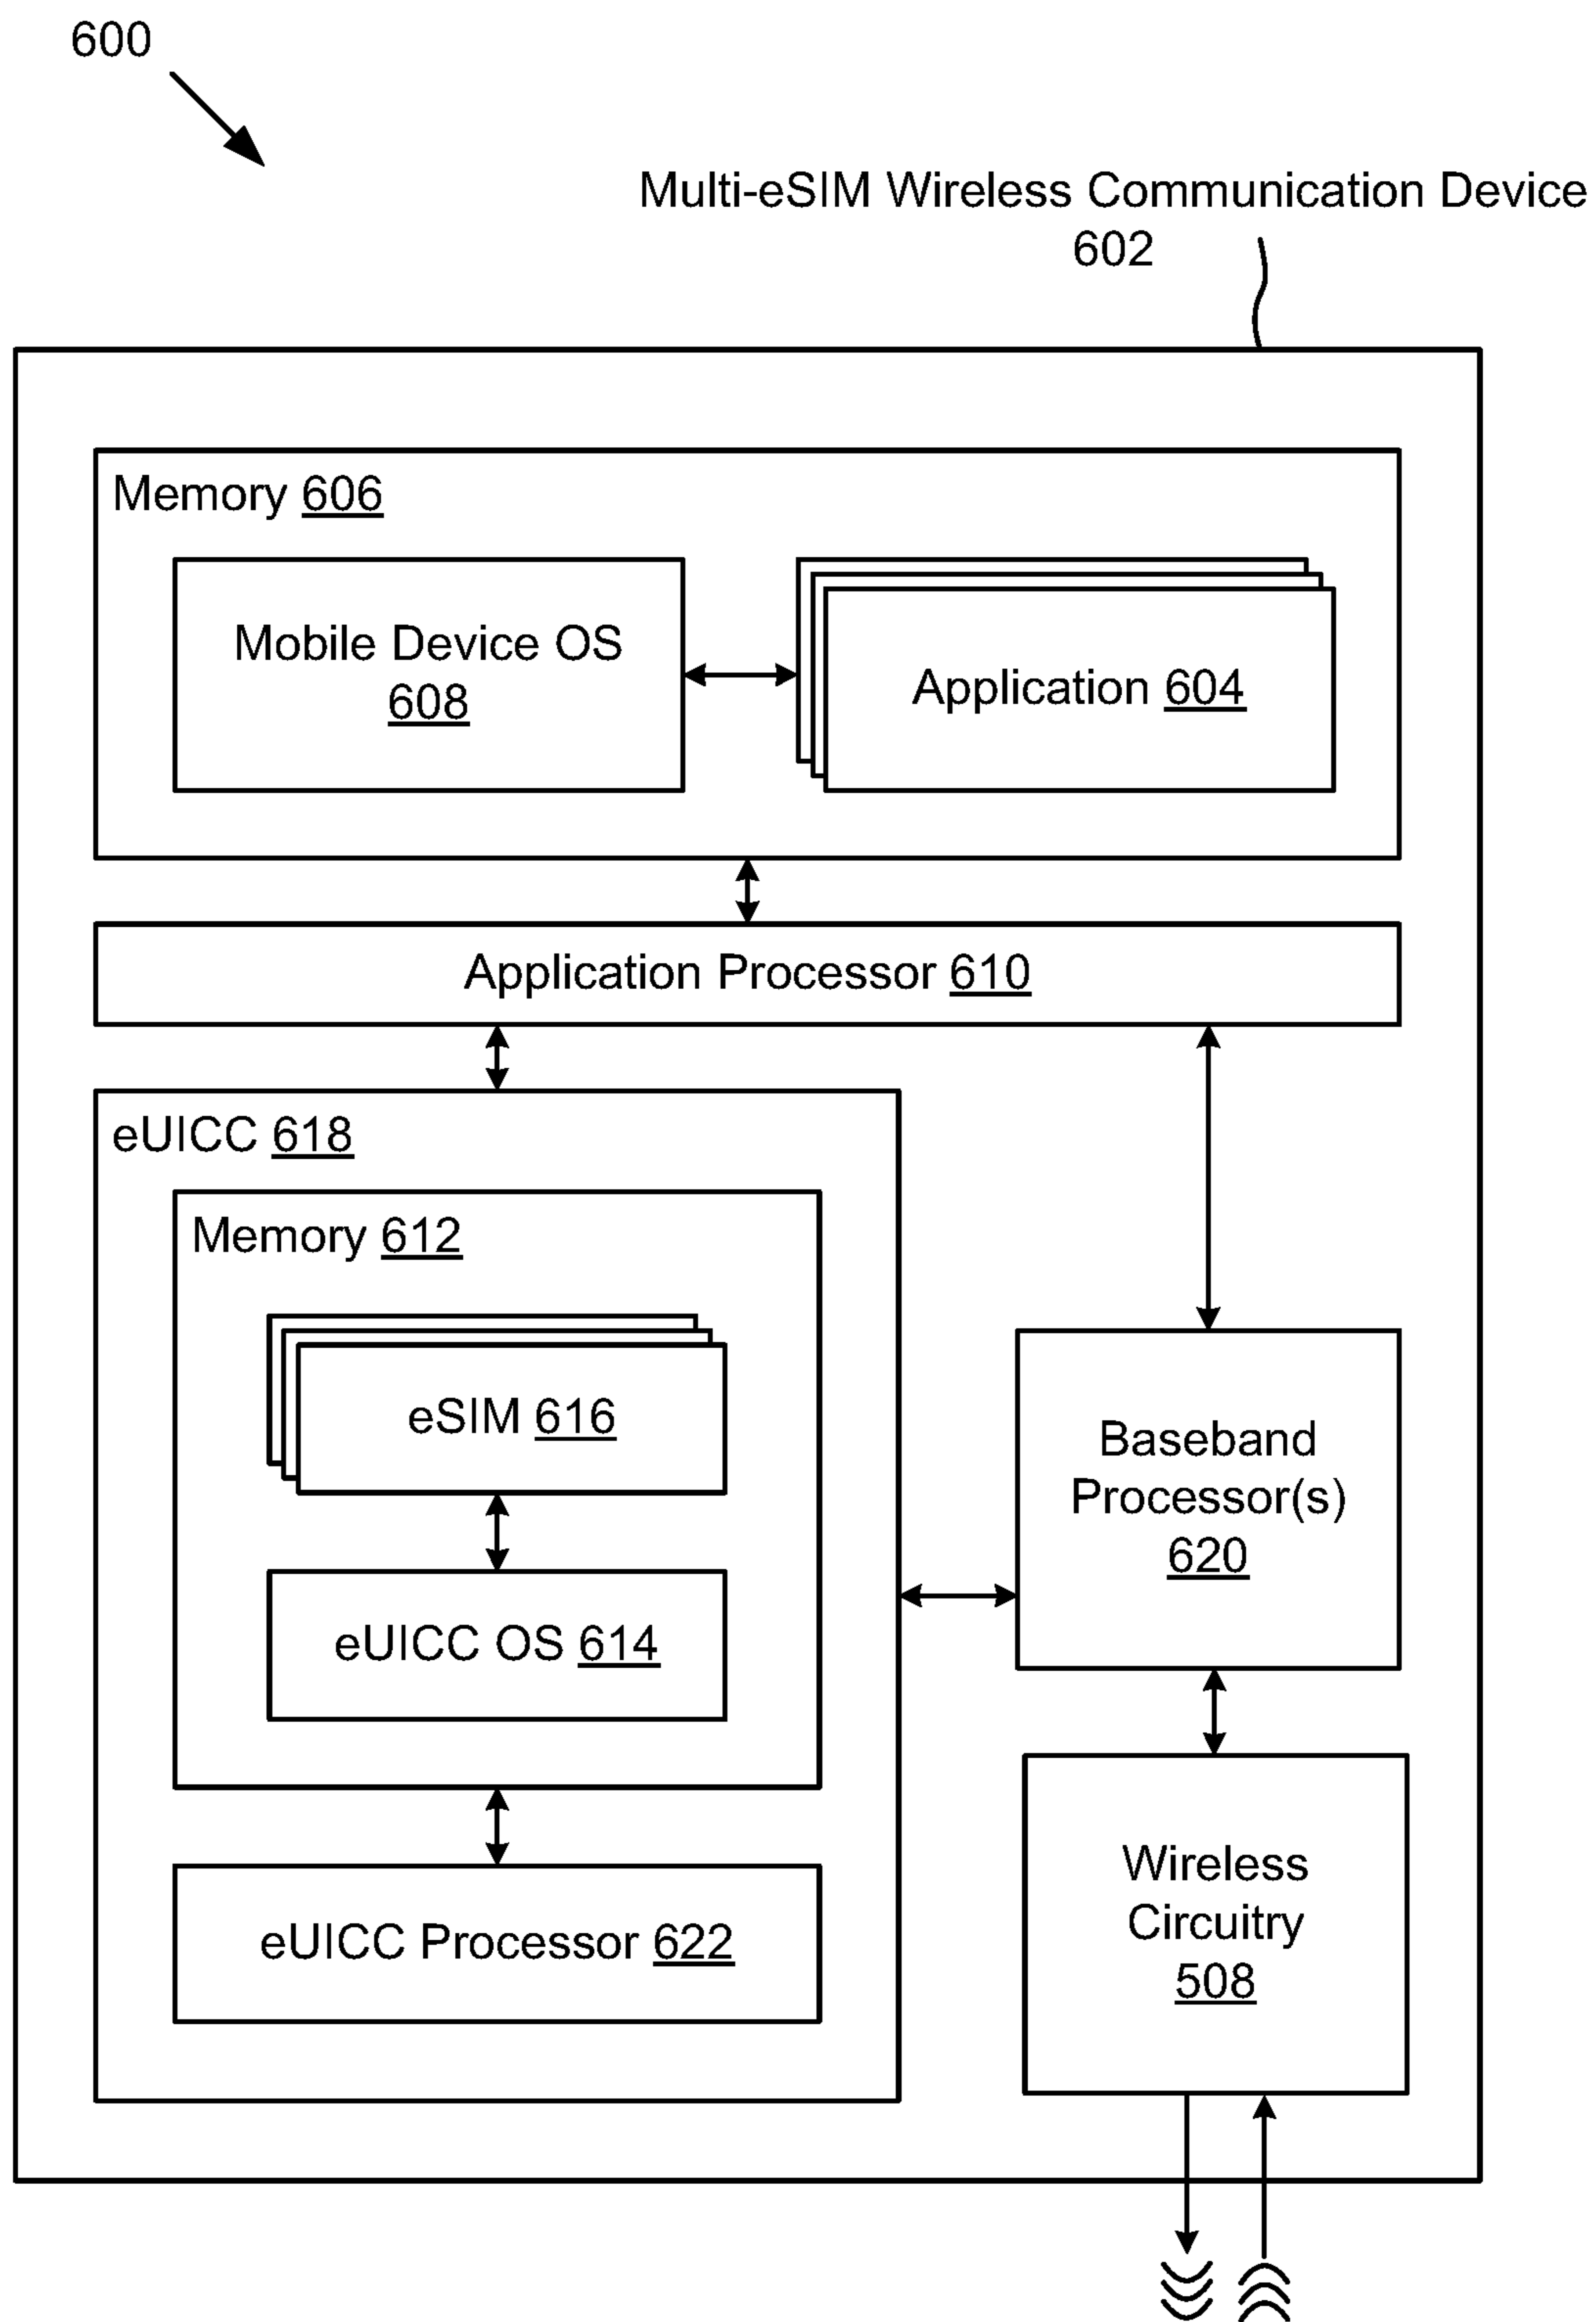 600
Multi-eSIM Wireless Communication Device
602
Memory 606
Mobile Device OS
608
Application 604
Application Processor 610
eUICC 618
Memory 612
eSIM 616
eUICC OS 614
eUICC Processor 622
Baseband
Processor(s)
620
Wireless
Circuitry
508